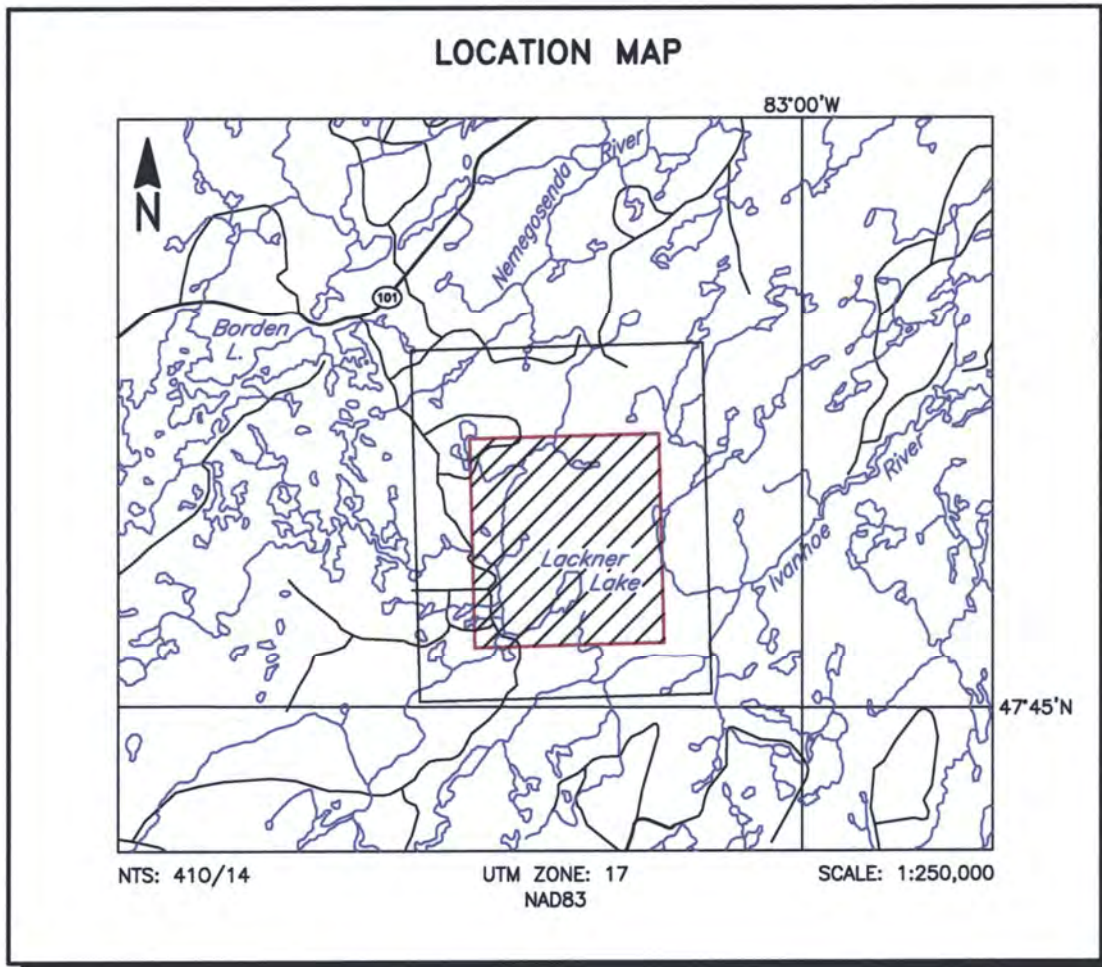 LOCATION MAP
83°00'W
N
River
Nemegosenda
101
Borden
L.
River
Ivanhoe
Lackner
Lake
47°45'N
NTS: 410/14
UTM ZONE: 17
SCALE: 1:250,000
NAD83